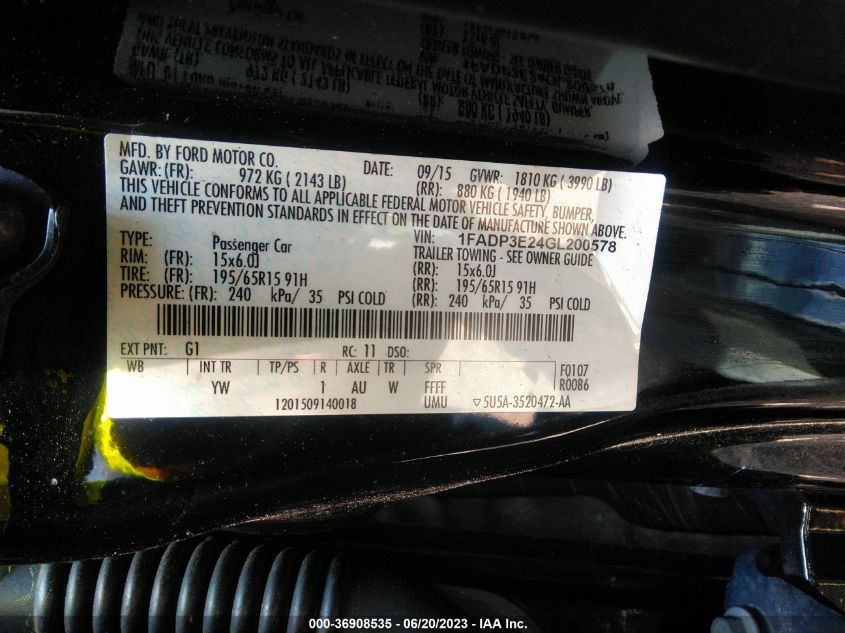 MFD. BY FORD MOTOR CO.
DATE: 09/15 GVWR: 1810 KG ( 3990 LB)
GAWR: (FR): 972 KG ( 2143 LB) (RR): 880 KG ( 1940 LB)
THIS VEHICLE CONFORMS TO ALL APPLICABLE FEDERAL MOTOR VEHICLE SAFETY, BUMPER,
AND THEFT PREVENTION STANDARDS IN EFFECT ON THE DATE OF MANUFACTURE SHOWN ABOVE.
VIN: 1FADP3E24GL200578
TYPE: Passenger Car TRAILER TOWING - SEE OWNER GUIDE
RIM: (FR): 15x6.0J (RR): 15x6.0J
TIRE: (FR): 195/65R15 91H (RR): 195/65R15 91H
PRESSURE: (FR): 240 kPa/ 35 PSI COLD (RR): 240 kPa/ 35 PSI COLD
EXT PNT: G1 RC: 11 DSO:
WB INT TR TP/PS R AXLE TR SPR F0107
YW 1 AU W FFFF R0086
1201509140018 UMU ▽5U5A-3520472-AA
000-36908535 - 06/20/2023 - IAA Inc.